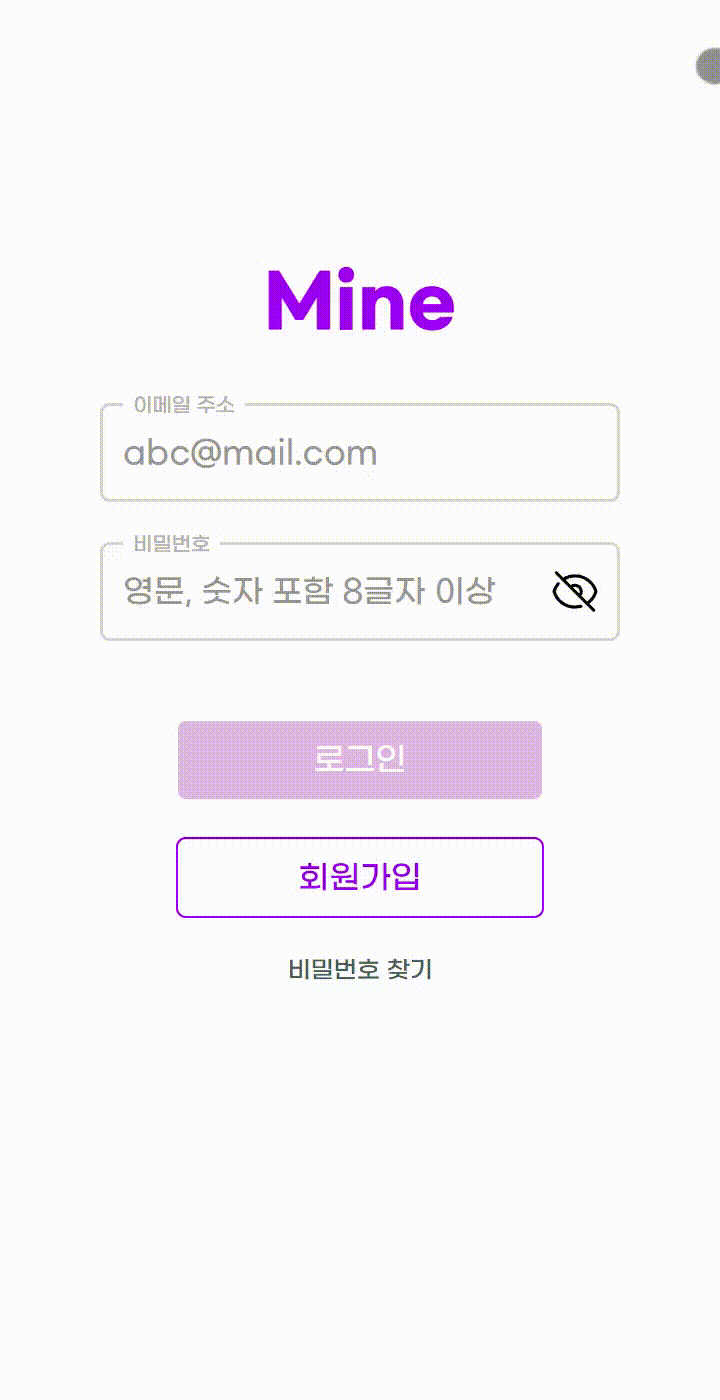 Mine
이메일 주소
abc@mail.com
비밀번호
영문, 숫자 포함 8글자 이상
로그인
회원가입
비밀번호 찾기